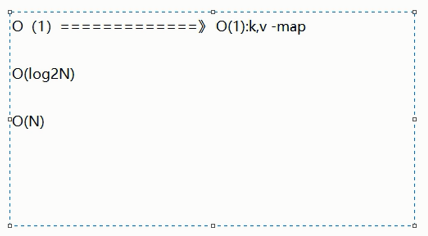 O（1）=============》 O(1):k,v -map
O(log2N)
O(N)